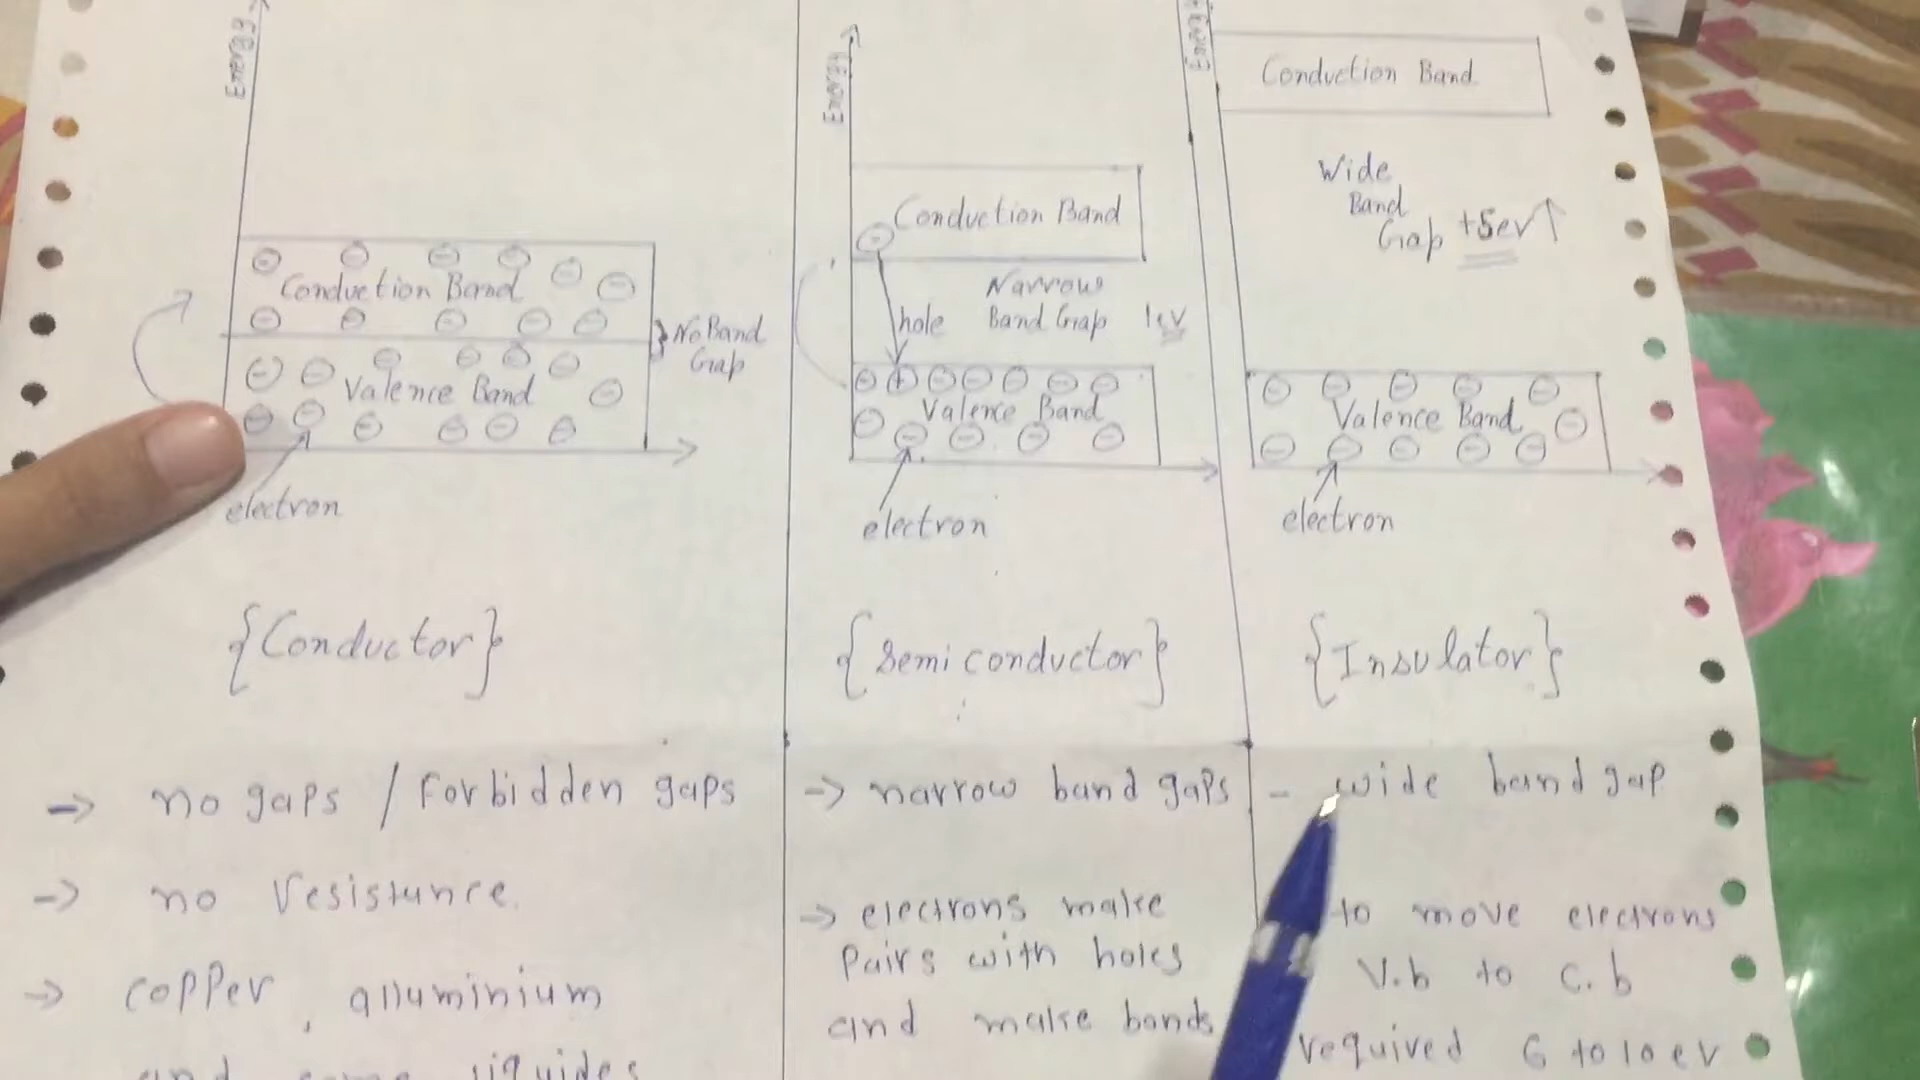 Energy
Conduction Band
Valence Band
No Band
Gap
electron
{Conductor}
→ no gaps / Forbidden gaps
→ no resistance.
→ copper, alluminium
Energy
Conduction Band
Narrow
Band Gap 1ev
hole
Valence Band
electron
{Semiconductor}
→ narrow band gaps
→ electrons make
Pairs with holes
and make bonds
Energy
Conduction Band
Wide
Band
Gap +5ev↑
Valence Band
electron
{Insulator}
- wide band gap
to move electrons
V.b to C.b
required 6 to 10 ev